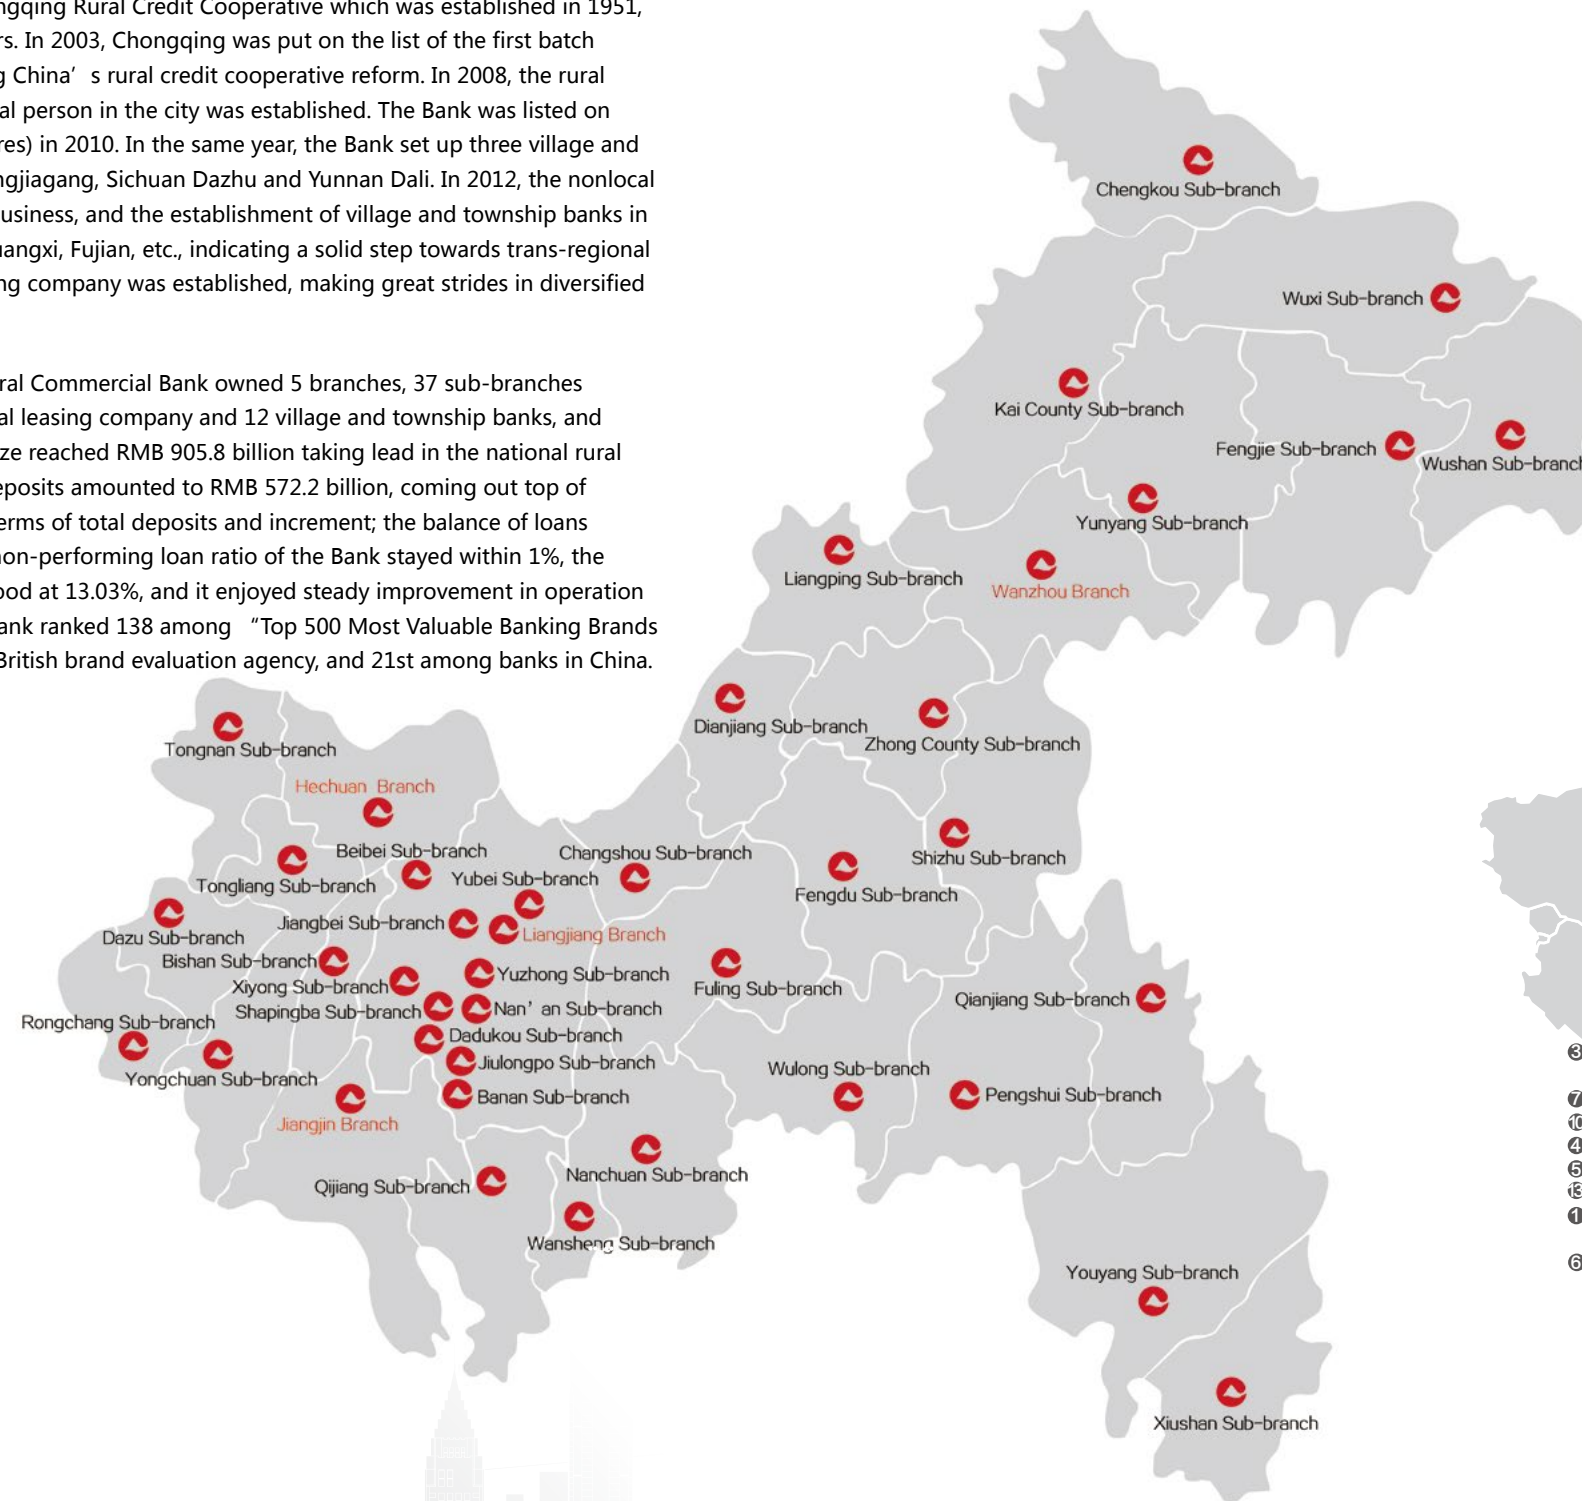 ngqing Rural Credit Cooperative which was established in 1951,
rs. In 2003, Chongqing was put on the list of the first batch
g China's rural credit cooperative reform. In 2008, the rural
al person in the city was established. The Bank was listed on
res) in 2010. In the same year, the Bank set up three village and
ngjiagang, Sichuan Dazhu and Yunnan Dali. In 2012, the nonlocal
usiness, and the establishment of village and township banks in
uangxi, Fujian, etc., indicating a solid step towards trans-regional
ng company was established, making great strides in diversified
ral Commercial Bank owned 5 branches, 37 sub-branches
al leasing company and 12 village and township banks, and
ze reached RMB 905.8 billion taking lead in the national rural
eposits amounted to RMB 572.2 billion, coming out top of
erms of total deposits and increment; the balance of loans
non-performing loan ratio of the Bank stayed within 1%, the
ood at 13.03%, and it enjoyed steady improvement in operation
ank ranked 138 among “Top 500 Most Valuable Banking Brands
British brand evaluation agency, and 21st among banks in China.
Chengkou Sub-branch
Wuxi Sub-branch
Kai County Sub-branch
Fengjie Sub-branch
Wushan Sub-branch
Yunyang Sub-branch
Liangping Sub-branch
Wanzhou Branch
Dianjiang Sub-branch
Zhong County Sub-branch
Tongnan Sub-branch
Hechuan Branch
Beibei Sub-branch
Changshou Sub-branch
Shizhu Sub-branch
Tongliang Sub-branch
Yubei Sub-branch
Fengdu Sub-branch
Jiangbei Sub-branch
Liangjiang Branch
Dazu Sub-branch
Bishan Sub-branch
Yuzhong Sub-branch
Xiyong Sub-branch
Fuling Sub-branch
Qianjiang Sub-branch
Shapingba Sub-branch
Nan' an Sub-branch
Rongchang Sub-branch
Dadukou Sub-branch
Jiulongpo Sub-branch
Wulong Sub-branch
Yongchuan Sub-branch
Banan Sub-branch
Pengshui Sub-branch
Jiangjin Branch
Nanchuan Sub-branch
Qijiang Sub-branch
Wansheng Sub-branch
Youyang Sub-branch
Xiushan Sub-branch
3
7
10
4
5
13
1
6